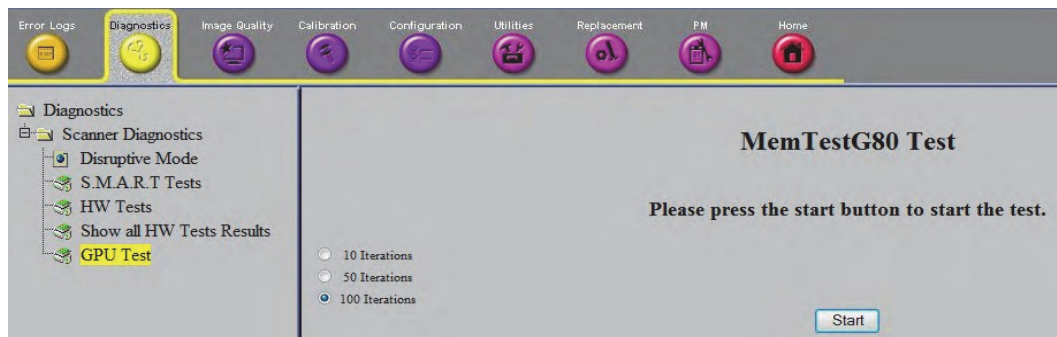 Error Logs
Diagnostics
Image Quality
Calibration
Configuration
Utilities
Replacement
PM
Home
Diagnostics
Scanner Diagnostics
Disruptive Mode
S.M.A.R.T Tests
HW Tests
Show all HW Tests Results
GPU Test
MemTestG80 Test
Please press the start button to start the test.
10 Iterations
50 Iterations
100 Iterations
Start